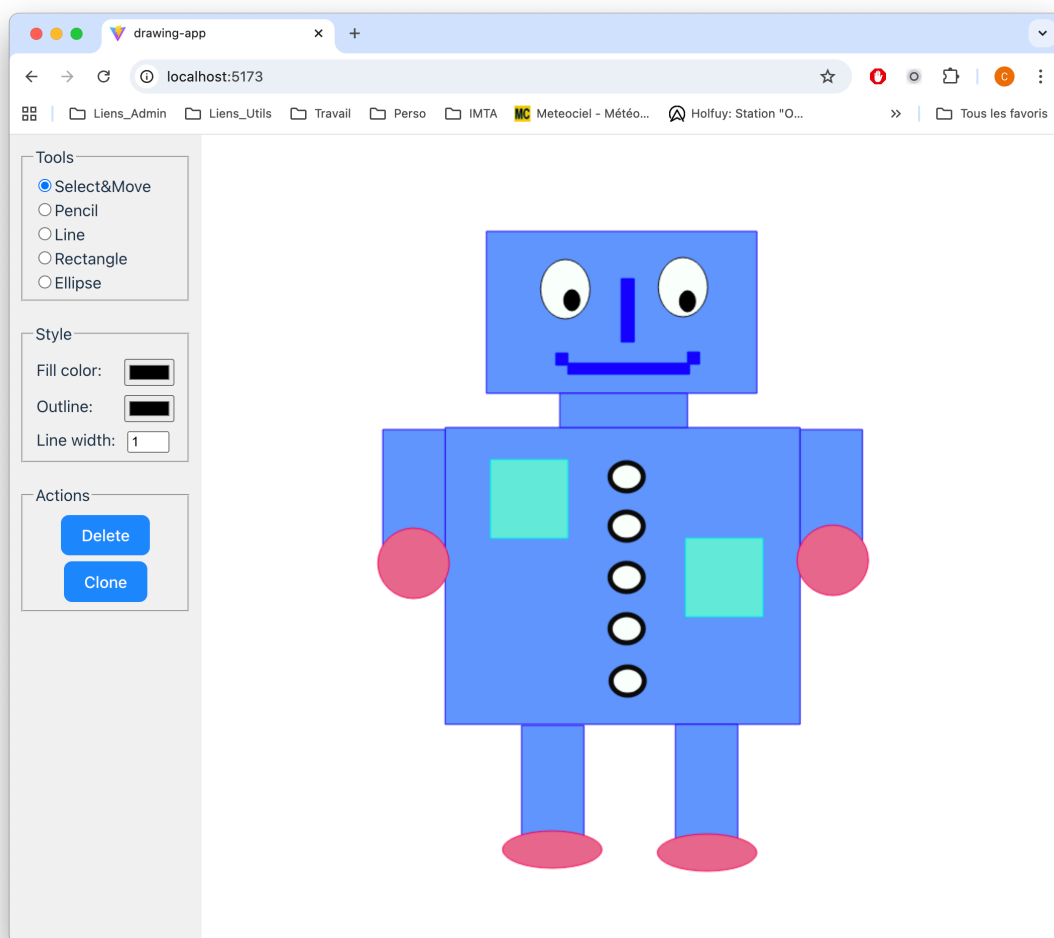 drawing-app
localhost:5173
C
Liens_Admin Liens_Utils Travail Perso IMTA MC Meteociel - Météo... Holfuy: Station "O... Tous les favoris
Tools
Select&Move
Pencil
Line
Rectangle
Ellipse
Style
Fill color:
Outline:
Line width: 1
Actions
Delete
Clone